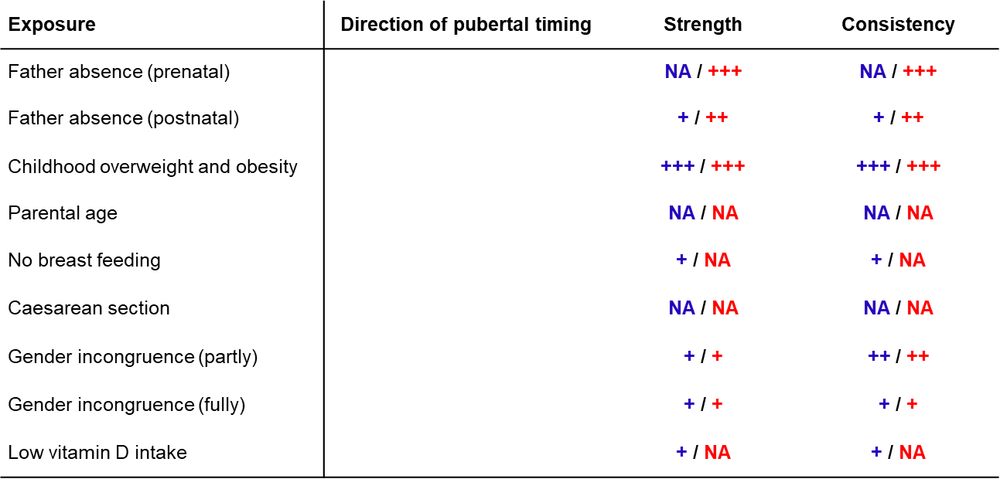 Exposure Direction of pubertal timing Strength Consistency
Father absence (prenatal) NA / +++ NA / +++
Father absence (postnatal) + / ++ + / ++
Childhood overweight and obesity +++ / +++ +++ / +++
Parental age NA / NA NA / NA
No breast feeding + / NA + / NA
Caesarean section NA / NA NA / NA
Gender incongruence (partly) + / + ++ / ++
Gender incongruence (fully) + / + + / +
Low vitamin D intake + / NA + / NA